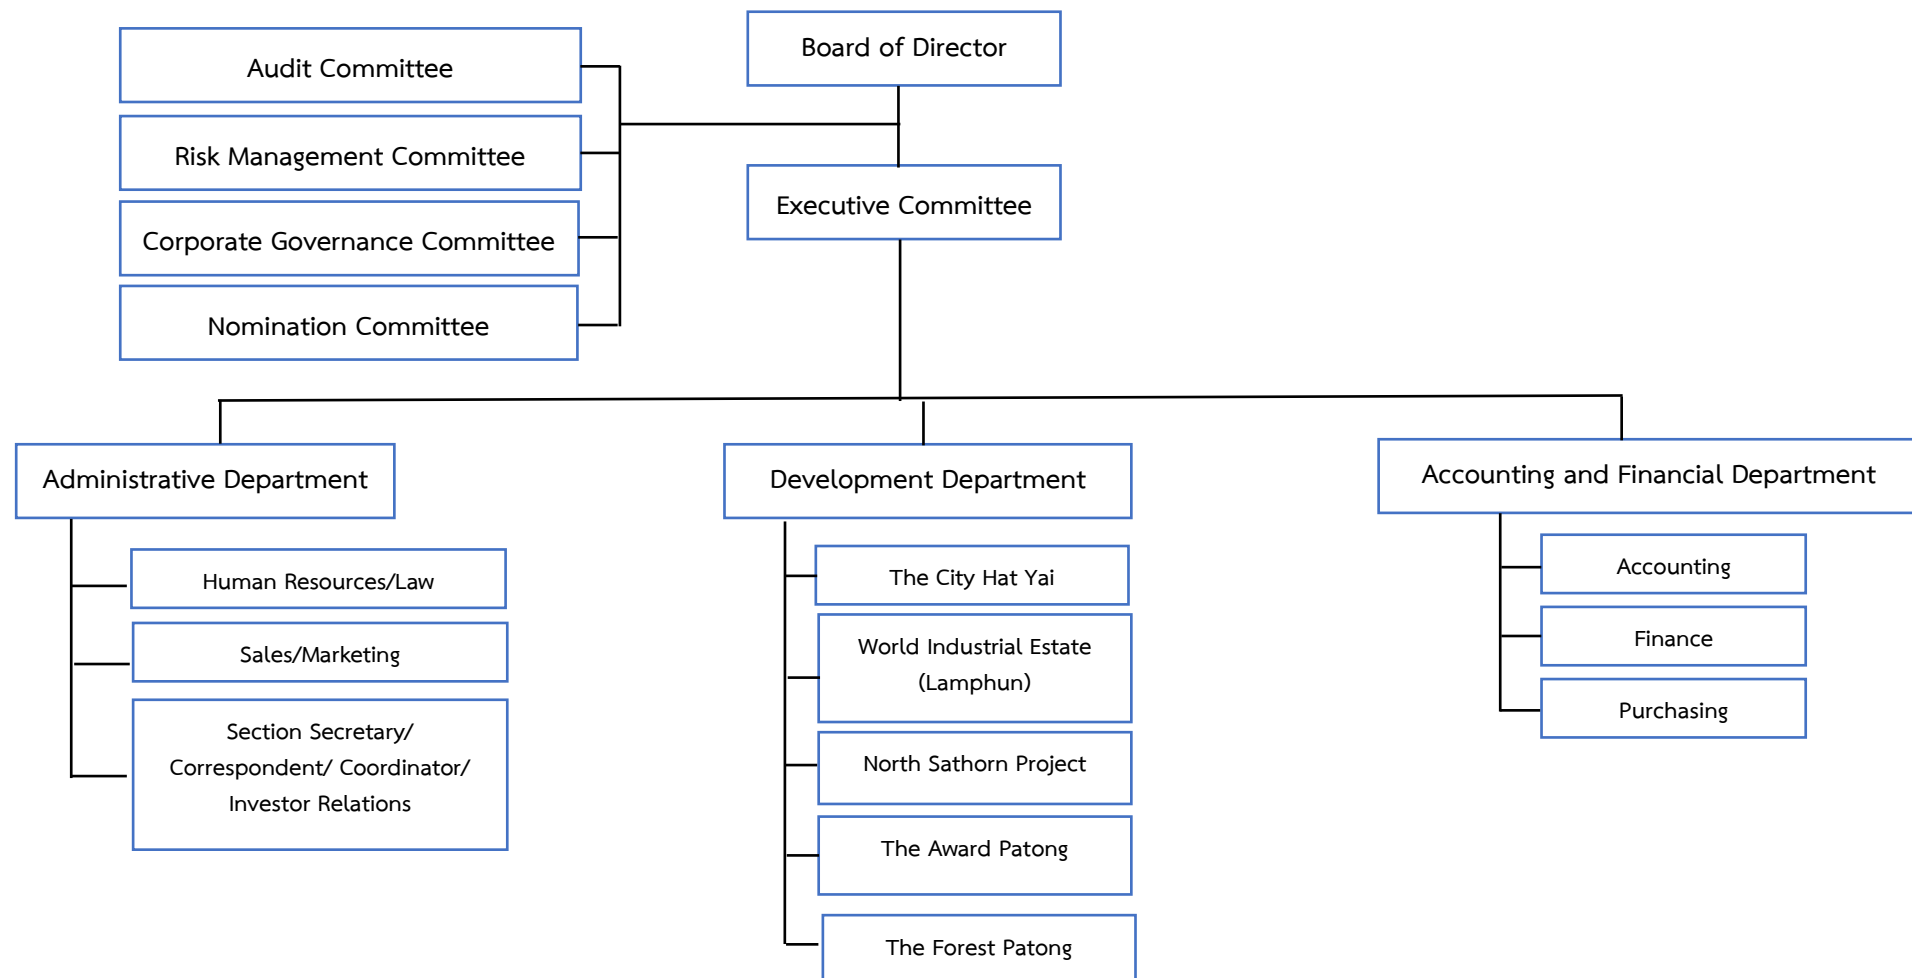 Board of Director
Audit Committee
Risk Management Committee
Corporate Governance Committee
Nomination Committee
Executive Committee
Administrative Department
Human Resources/Law
Sales/Marketing
Section Secretary/
Correspondent/ Coordinator/
Investor Relations
Development Department
The City Hat Yai
World Industrial Estate
(Lamphun)
North Sathorn Project
The Award Patong
The Forest Patong
Accounting and Financial Department
Accounting
Finance
Purchasing